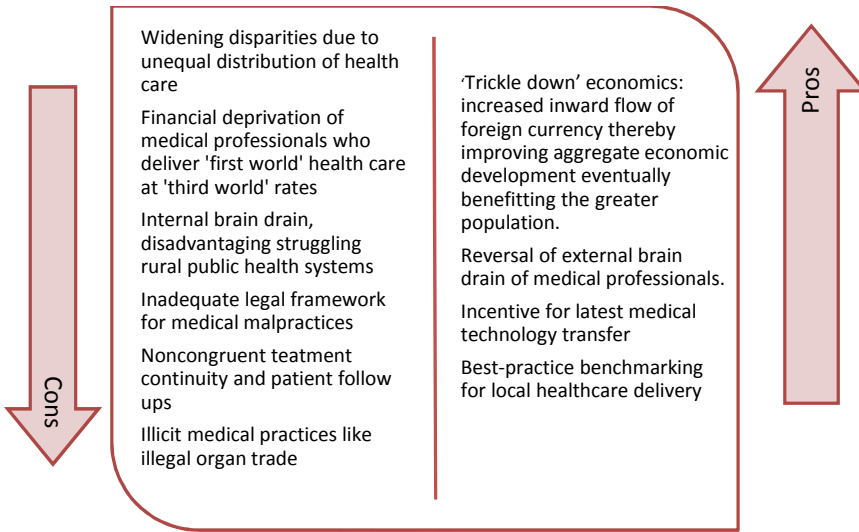 Cons
Widening disparities due to
unequal distribution of health
care
Financial deprivation of
medical professionals who
deliver 'first world' health care
at 'third world' rates
Internal brain drain,
disadvantaging struggling
rural public health systems
Inadequate legal framework
for medical malpractices
Noncongruent teatment
continuity and patient follow
ups
Illicit medical practices like
illegal organ trade
‘Trickle down’ economics:
increased inward flow of
foreign currency thereby
improving aggregate economic
development eventually
benefitting the greater
population.
Reversal of external brain
drain of medical professionals.
Incentive for latest medical
technology transfer
Best-practice benchmarking
for local healthcare delivery
Pros